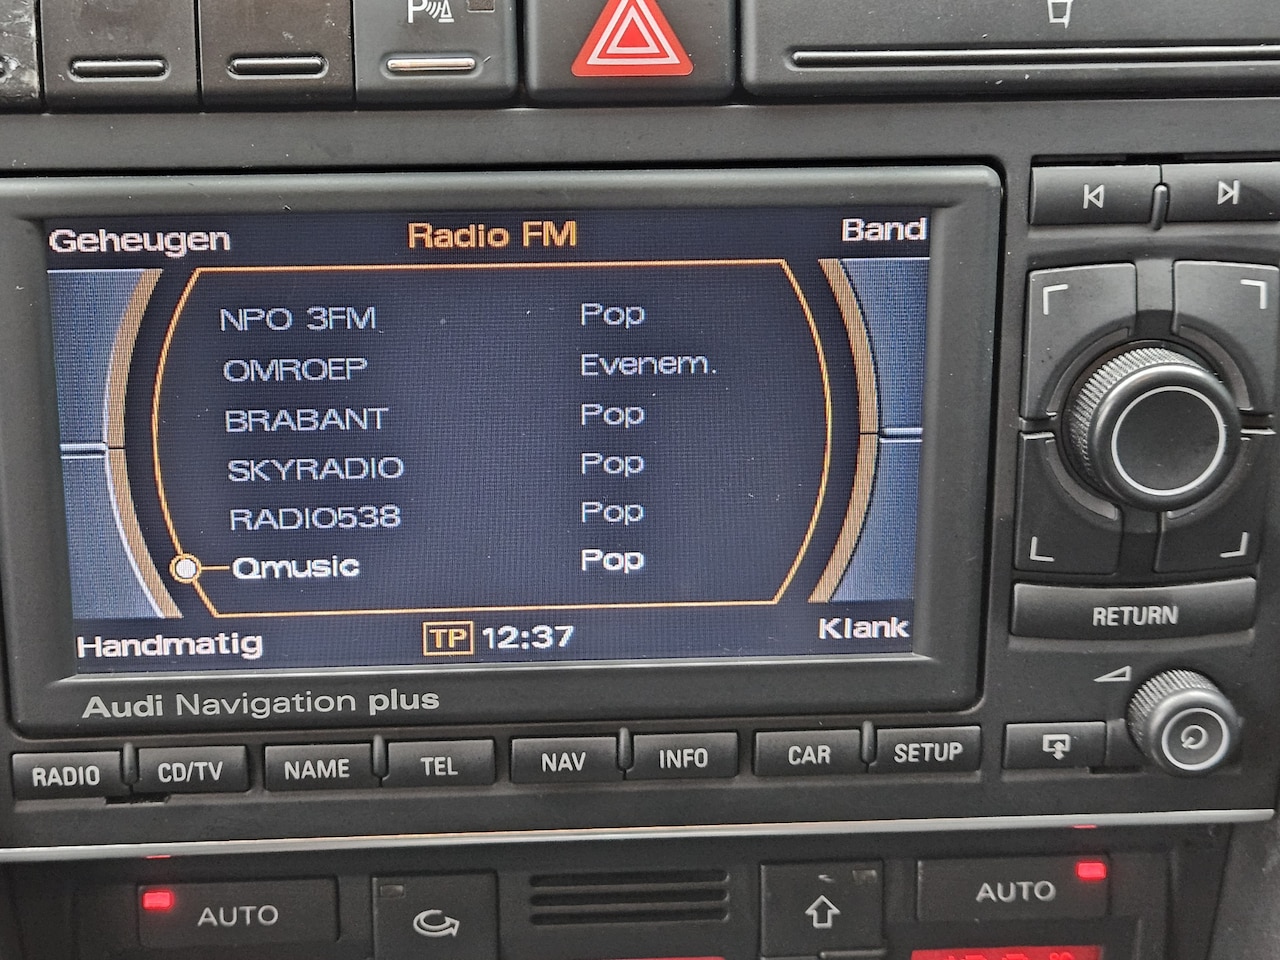 P
Geheugen Radio FM Band
NPO 3FM Pop
OMROEP Evenem.
BRABANT Pop
SKYRADIO Pop
RADIO538 Pop
Qmusic Pop
Handmatig TP 12:37 Klank
Audi Navigation plus
RETURN
RADIO CD/TV NAME TEL NAV INFO CAR SETUP
AUTO AUTO